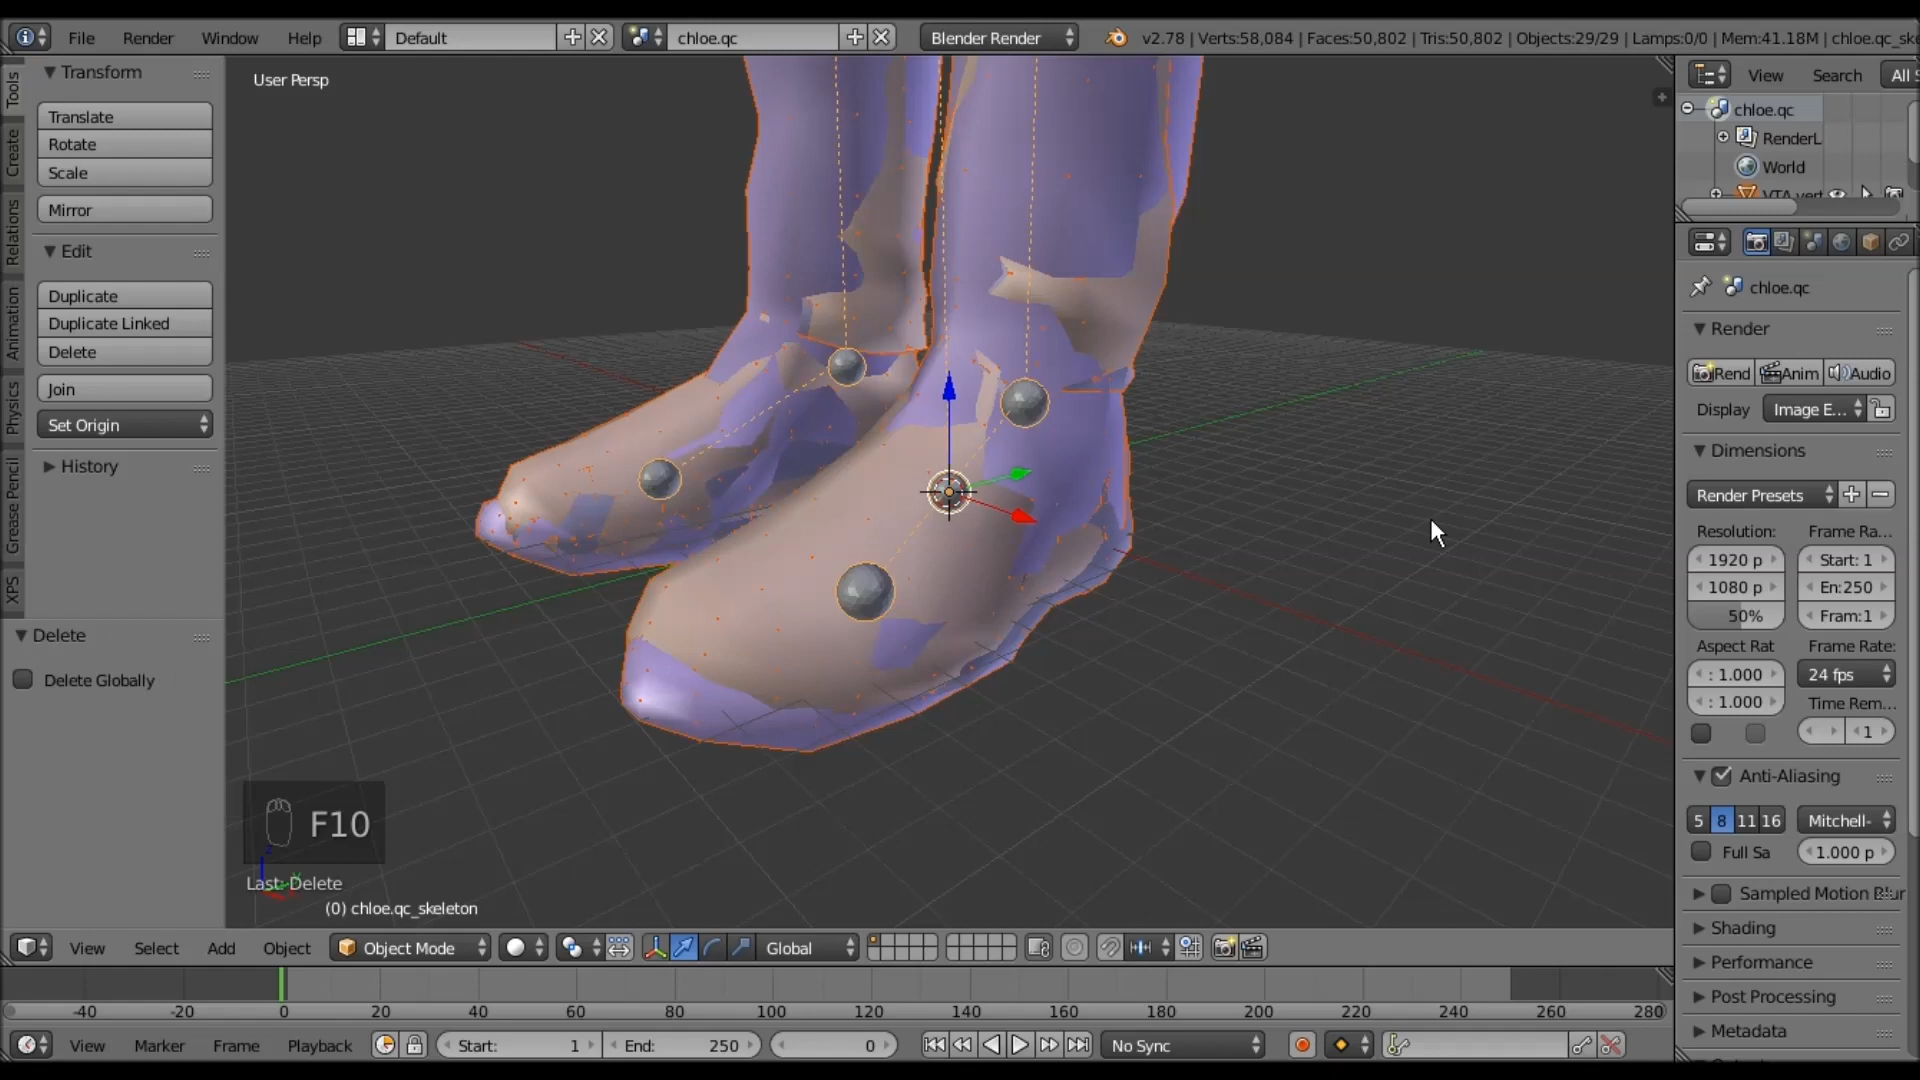 File Render Window Help Default chloe.qc Blender Render v2.78 | Verts:58,084 | Faces:50,802 | Tris:50,802 | Objects:29/29 | Lamps:0/0 | Mem:41.18M | chloe.qc_sk
Tools
Create
Relations
Animation
Physics
Grease Pencil
XPS
Transform
Translate
Rotate
Scale
Mirror
Edit
Duplicate
Duplicate Linked
Delete
Join
Set Origin
History
Delete
Delete Globally
User Persp
F10
Last: Delete
(0) chloe.qc_skeleton
View Select Add Object Object Mode Global
-40 -20 0 20 40 60 80 100 120 140 160 180 200 220 240 260 280
View Marker Frame Playback Start: 1 End: 250 0 No Sync
View Search All
chloe.qc
RenderL
World
VTA vert
chloe.qc
Render
Rend Anim Audio
Display Image E...
Dimensions
Render Presets
Resolution: Frame Ra...
1920 p Start: 1
1080 p En:250
50% Fram:1
Aspect Rat Frame Rate:
: 1.000 24 fps
: 1.000 Time Rem...
1
Anti-Aliasing
5 8 11 16 Mitchell-
Full Sa 1.000 p
Sampled Motion Blur
Shading
Performance
Post Processing
Metadata